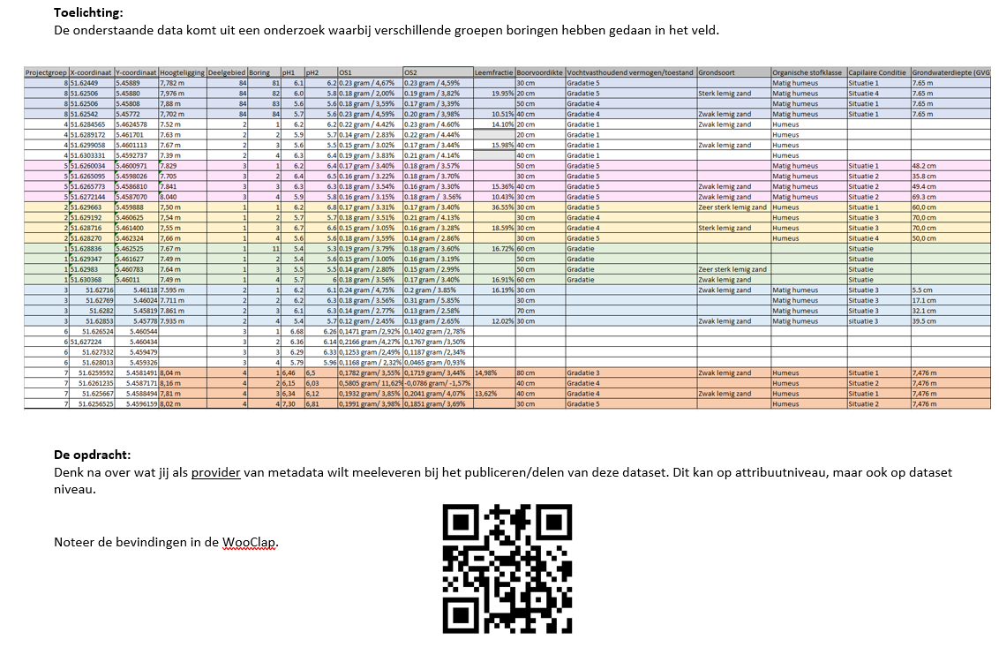 Toelichting:
De onderstaande data komt uit een onderzoek waarbij verschillende groepen boringen hebben gedaan in het veld.
Projectgroep X-coordinaat Y-coordinaat Hoogteligging Deelgebied Boring pH1 pH2 OS1 OS2 Leemfractie Boorvoordikte Vochtvasthoudend vermogen/toestand Grondsoort Organische stofklasse Capilaire Conditie Grondwaterdiepte (GVG
8 51.62449 5.45889 7,782 m 84 81 6.1 6.2 0.23 gram / 4,67% 0.23 gram / 4,59% 30 cm Gradatie 5 Matig humeus Situatie 1 7.65 m
8 51.62506 5.45880 7,976 m 84 82 6.0 5.8 0.18 gram / 2,00% 0.19 gram / 3,82% 19.95% 20 cm Gradatie 5 Sterk lemig zand Matig humeus Situatie 4 7.65 m
8 51.62506 5.45808 7,88 m 84 83 5.6 5.6 0.18 gram / 3,59% 0.17 gram / 3,39% 50 cm Gradatie 4 Matig humeus Situatie 1 7.65 m
8 51.62542 5.45772 7,702 m 84 84 5.7 5.6 0.23 gram / 4,59% 0.20 gram / 3,98% 10.51% 40 cm Gradatie 4 Zwak lemig zand Matig humeus Situatie 1 7.65 m
4 51.6284565 5.4624578 7.52 m 2 1 6.2 6.2 0.22 gram / 4.42% 0.23 gram / 4.60% 14.10% 20 cm Gradatie 1 Zwak lemig zand Humeus
4 51.6289172 5.461701 7.63 m 2 2 5.9 5.7 0.14 gram / 2.83% 0.22 gram / 4.44% 20 cm Gradatie 1 Humeus
4 51.6299058 5.4601113 7.67 m 2 3 5.6 5.5 0.15 gram / 3.02% 0.17 gram / 3.44% 15.98% 40 cm Gradatie 1 Zwak lemig zand Humeus
4 51.6303331 5.4592737 7.39 m 2 4 6.3 6.4 0.19 gram / 3.83% 0.21 gram / 4.14% 40 cm Gradatie 1 Humeus
5 51.6260034 5.4600971 7.829 3 1 6.2 6.4 0.17 gram / 3.40% 0.18 gram / 3.57% 50 cm Gradatie 5 Matig humeus Situatie 1 48.2 cm
5 51.6265095 5.4598026 7.705 3 2 6.4 6.5 0.16 gram / 3.22% 0.18 gram / 3.70% 30 cm Gradatie 5 Matig humeus Situatie 2 35.8 cm
5 51.6265773 5.4586810 7.841 3 3 6.3 6.3 0.18 gram / 3.54% 0.16 gram / 3.30% 15.36% 40 cm Gradatie 5 Zwak lemig zand Matig humeus Situatie 2 49.4 cm
5 51.6272144 5.4587070 8.040 3 4 5.9 5.8 0.16 gram / 3.15% 0.18 gram / 3.56% 10.43% 30 cm Gradatie 5 Zwak lemig zand Matig humeus Situatie 2 69.3 cm
2 51.629663 5.459888 7,50 m 1 1 6.2 6.8 0.17 gram / 3.31% 0.17 gram / 3.40% 36.55% 30 cm Gradatie 5 Zeer sterk lemig zand Humeus Situatie 1 60,0 cm
2 51.629192 5.460625 7,54 m 1 2 5.7 5.7 0.18 gram / 3.51% 0.21 gram / 4.13% 30 cm Gradatie 4 Humeus Situatie 3 70,0 cm
2 51.628716 5.461400 7,55 m 1 3 6.7 6.6 0.15 gram / 3.05% 0.16 gram / 3.28% 18.59% 30 cm Gradatie 4 Sterk lemig zand Humeus Situatie 3 70,0 cm
2 51.628270 5.462324 7,66 m 1 4 5.6 5.6 0.18 gram / 3,59% 0.14 gram / 2.86% 30 cm Gradatie 5 Humeus Situatie 4 50,0 cm
1 51.628836 5.462625 7.67 m 1 11 5.4 5.3 0.19 gram / 3.79% 0.18 gram / 3.60% 16.72% 60 cm Gradatie Situatie
1 51.629347 5.461627 7.49 m 1 2 5.4 5.6 0.15 gram / 3.00% 0.16 gram / 3.19% 50 cm Gradatie Situatie
1 51.62983 5.460783 7.64 m 1 3 5.5 5.5 0.14 gram / 2.80% 0.15 gram / 2.99% 50 cm Gradatie Zeer sterk lemig zand Situatie
1 51.630368 5.46011 7.49 m 1 4 5.7 6 0.18 gram / 3.56% 0.17 gram / 3.40% 16.91% 60 cm Gradatie Zwak lemig zand Situatie
3 51.62716 5.46118 7.595 m 2 1 6.2 6.1 0.24 gram / 4,75% 0.2 gram / 3.85% 16.19% 30 cm Zwak lemig zand Matig humeus Situatie 3 5.5 cm
3 51.62769 5.46024 7.711 m 2 2 6.2 6.3 0.18 gram / 3.56% 0.31 gram / 5.85% 30 cm Matig humeus Situatie 3 17.1 cm
3 51.6282 5.45819 7.861 m 2 3 6.1 6.3 0.14 gram / 2.77% 0.13 gram / 2.58% 70 cm Matig humeus Situatie 3 32.1 cm
3 51.62853 5.45778 7.935 m 2 4 5.4 5.7 0.12 gram / 2.45% 0.13 gram / 2.65% 12.02% 30 cm Zwak lemig zand Matig humeus Situatie 3 39.5 cm
6 51.626524 5.460544 3 1 6.68 6.26 0,1471 gram /2,92% 0,1402 gram /2,78%
6 51,627224 5.460434 3 2 6.36 6.14 0,2166 gram /4,27% 0,1767 gram /3,50%
6 51.627332 5.459479 3 3 6.29 6.33 0,1253 gram /2,49% 0,1187 gram /2,34%
6 51.628013 5.459326 3 4 5.79 5.96 0,1168 gram / 2,32% 0,0465 gram /0,93%
7 51.6259592 5.4581491 8,04 m 4 1 6,46 6,5 0,1782 gram/ 3,55% 0,1719 gram/ 3,44% 14,98% 80 cm Gradatie 3 Zwak lemig zand Humeus Situatie 1 7,476 m
7 51.6261235 5.4587171 8,16 m 4 2 6,15 6,03 0,5805 gram/ 11,62% -0,0786 gram/ -1,57% 40 cm Gradatie 4 Humeus Situatie 2 7,476 m
7 51.625667 5.4588494 7,81 m 4 3 6,34 6,12 0,1932 gram/ 3,85% 0,2041 gram/ 4,07% 13,62% 40 cm Gradatie 4 Zwak lemig zand Humeus Situatie 1 7,476 m
7 51.6256525 5.4596159 8,02 m 4 4 7,30 6,81 0,1991 gram/ 3,98% 0,1851 gram/ 3,69% 30 cm Gradatie 5 Humeus Situatie 2 7,476 m
De opdracht:
Denk na over wat jij als provider van metadata wilt meeleveren bij het publiceren/delen van deze dataset. Dit kan op attribuutniveau, maar ook op dataset
niveau.
Noteer de bevindingen in de WooClap.